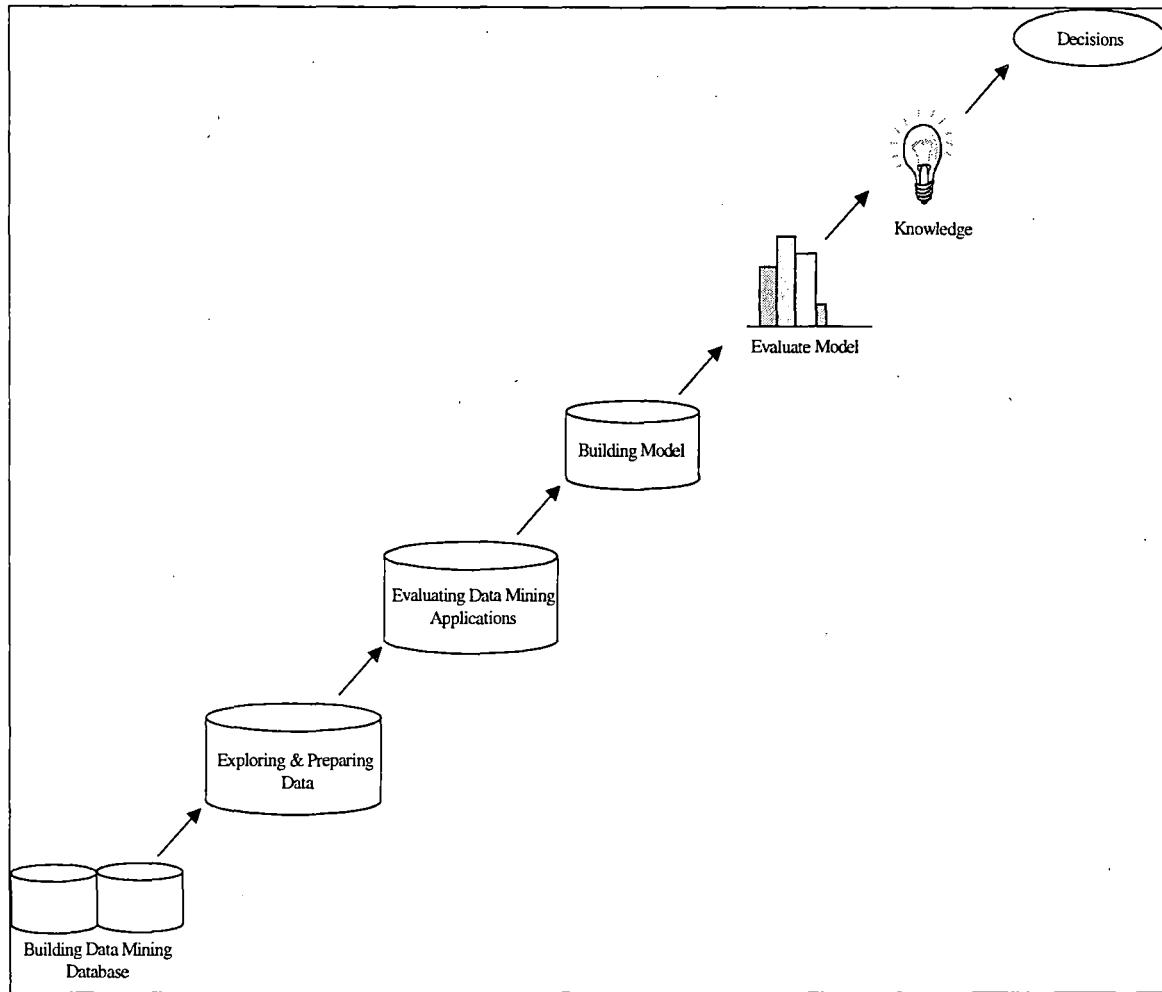 Decisions
Knowledge
Evaluate Model
Building Model
Evaluating Data Mining
Applications
Exploring & Preparing
Data
Building Data Mining
Database